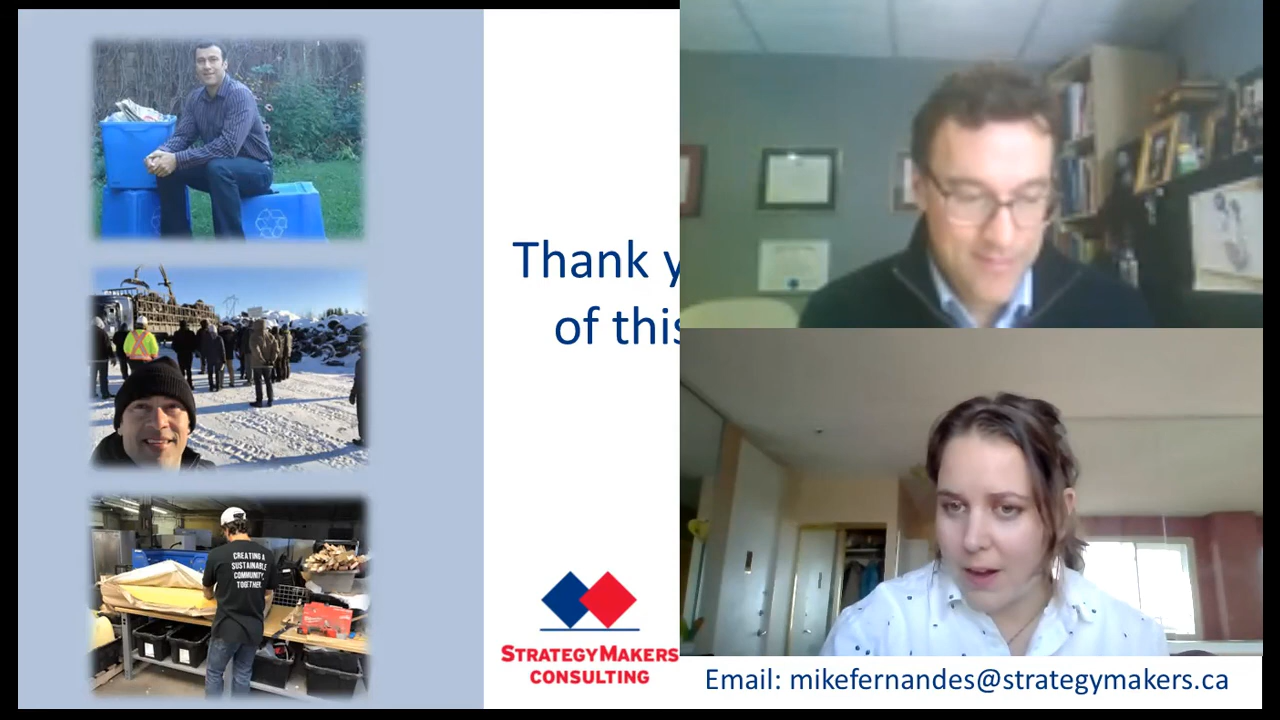 Thank y
of this
CREATING A
SUSTAINABLE
COMMUNITY,
TOGETHER.
STRATEGYMAKERS
CONSULTING
Email: mikefernandes@strategymakers.ca